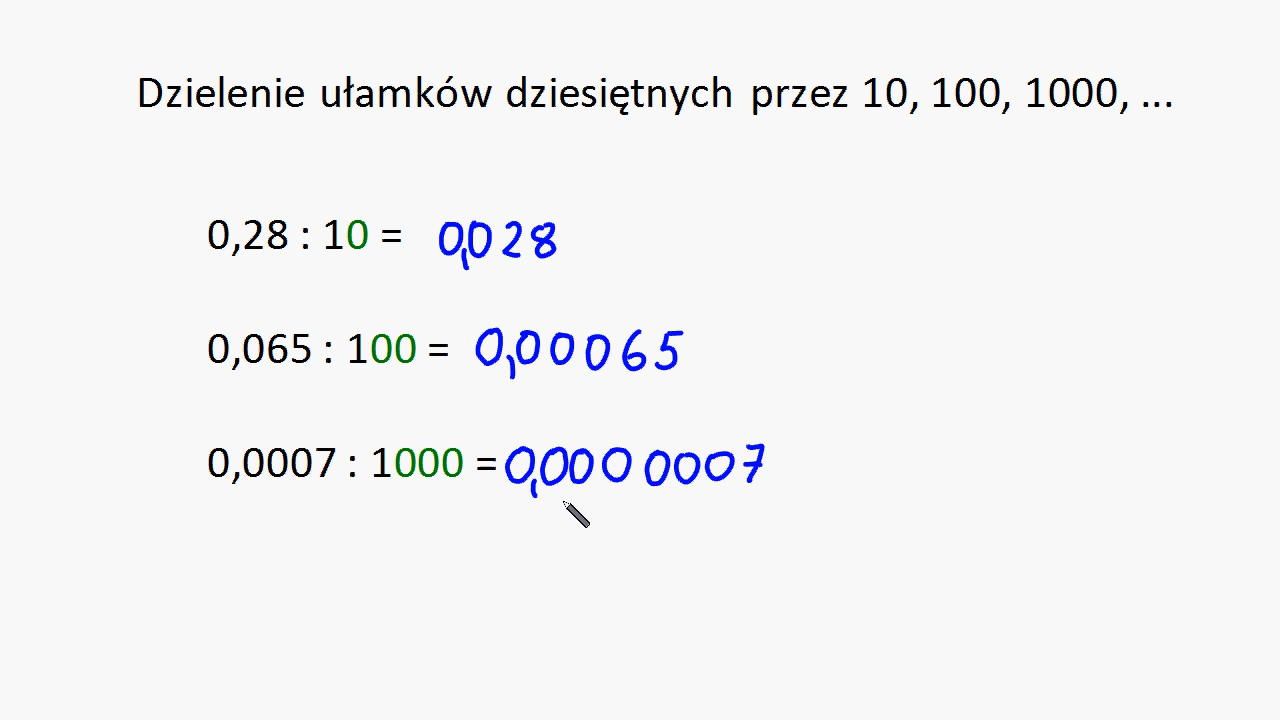 Dzielenie ułamków dziesiętnych przez 10, 100, 1000, ...
0,28 : 10 = 0,028
0,065 : 100 = 0,00065
0,0007 : 1000 = 0,0000007